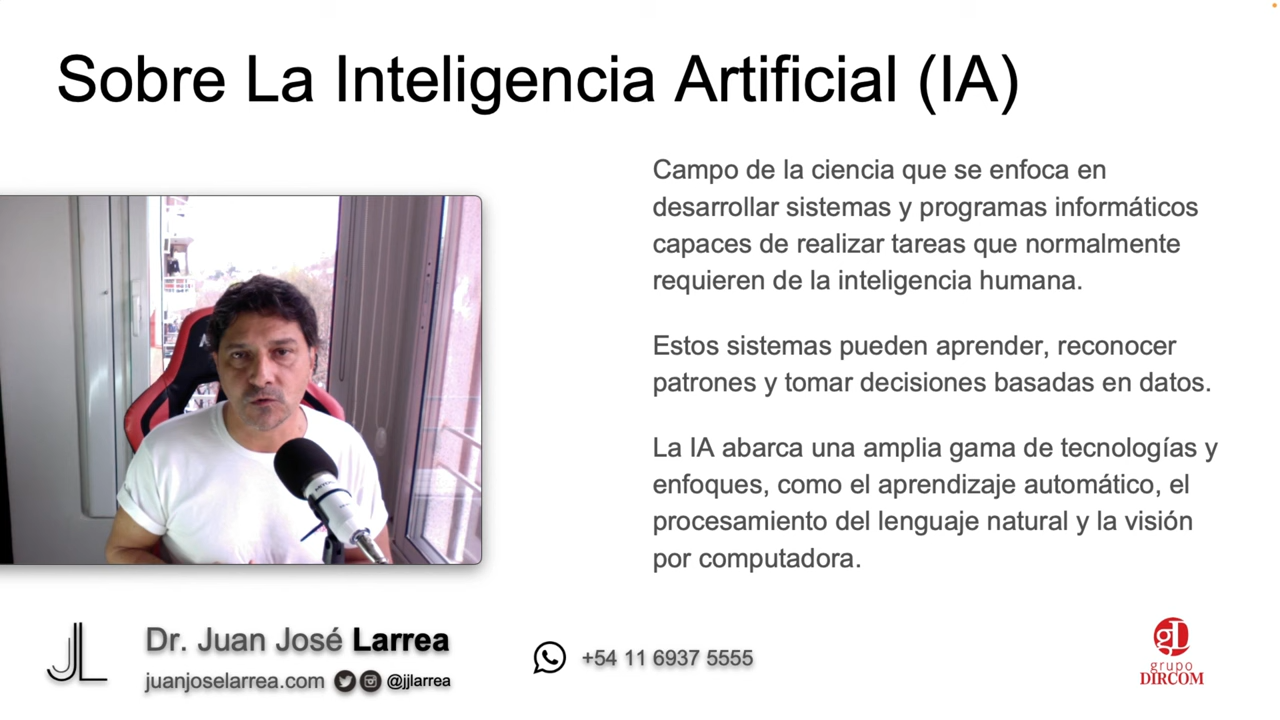 Sobre La Inteligencia Artificial (IA)
Campo de la ciencia que se enfoca en
desarrollar sistemas y programas informáticos
capaces de realizar tareas que normalmente
requieren de la inteligencia humana.
Estos sistemas pueden aprender, reconocer
patrones y tomar decisiones basadas en datos.
La IA abarca una amplia gama de tecnologías y
enfoques, como el aprendizaje automático, el
procesamiento del lenguaje natural y la visión
por computadora.
JL
Dr. Juan José Larrea
juanjoselarrea.com @jjlarrea
+54 11 6937 5555
gD
grupo
DIRCOM